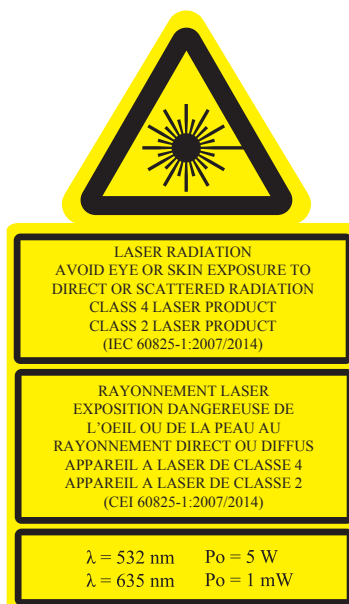 LASER RADIATION
AVOID EYE OR SKIN EXPOSURE TO
DIRECT OR SCATTERED RADIATION
CLASS 4 LASER PRODUCT
CLASS 2 LASER PRODUCT
(IEC 60825-1:2007/2014)
RAYONNEMENT LASER
EXPOSITION DANGEREUSE DE
L'OEIL OU DE LA PEAU AU
RAYONNEMENT DIRECT OU DIFFUS
APPAREIL A LASER DE CLASSE 4
APPAREIL A LASER DE CLASSE 2
(CEI 60825-1:2007/2014)
λ = 532 nm Po = 5 W
λ = 635 nm Po = 1 mW